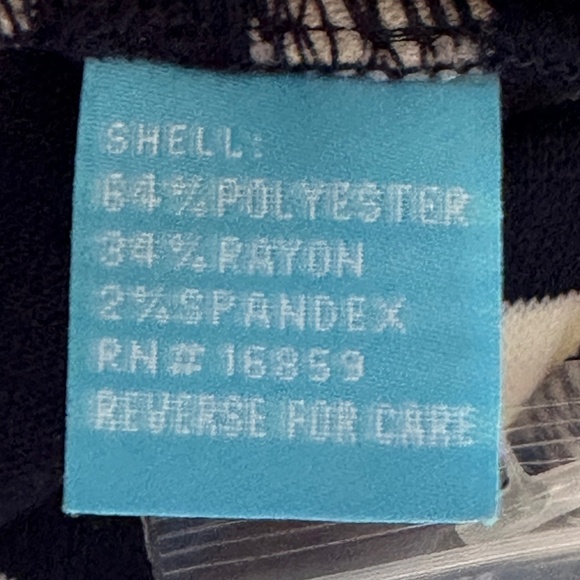 SHELL:
64%POLYESTER
34%RAYON
2%SPANDEX
RN# 16859
REVERSE FOR CARE